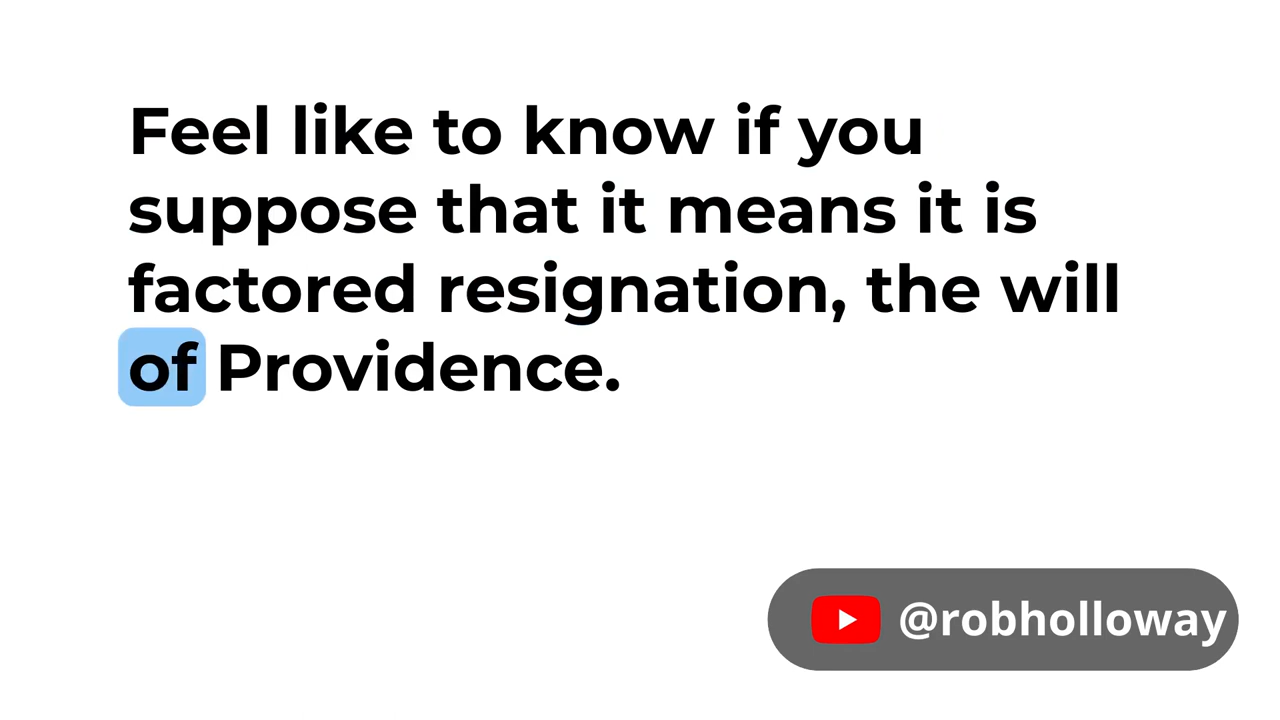 Feel like to know if you
suppose that it means it is
factored resignation, the will
of Providence.
@robholloway